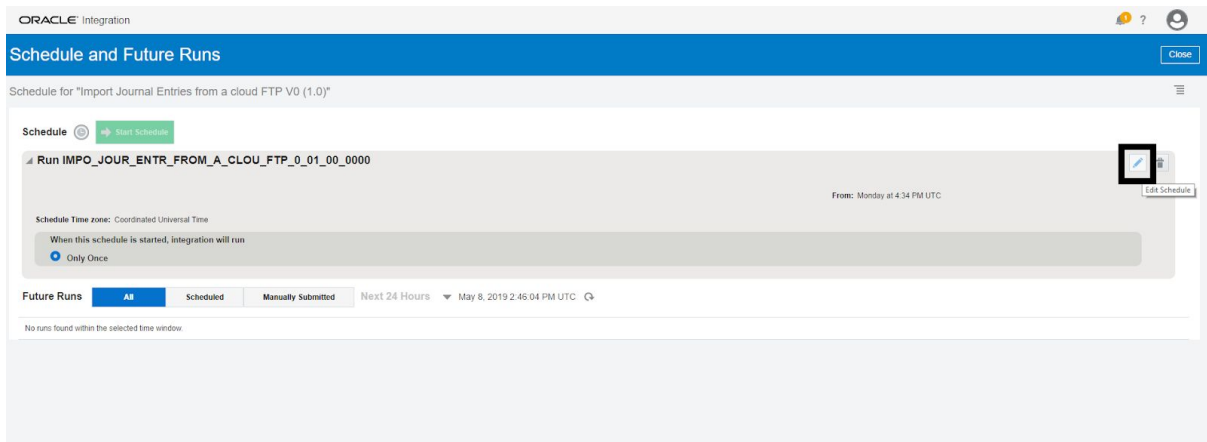 ORACLE® Integration
1
?
Schedule and Future Runs
Close
Schedule for "Import Journal Entries from a cloud FTP V0 (1.0)"
Schedule Start Schedule
Run IMPO_JOUR_ENTR_FROM_A_CLOU_FTP_0_01_00_0000
Edit Schedule
From: Monday at 4:34 PM UTC
Schedule Time zone: Coordinated Universal Time
When this schedule is started, integration will run
Only Once
Future Runs All Scheduled Manually Submitted Next 24 Hours May 8, 2019 2:46:04 PM UTC
No runs found within the selected time window.